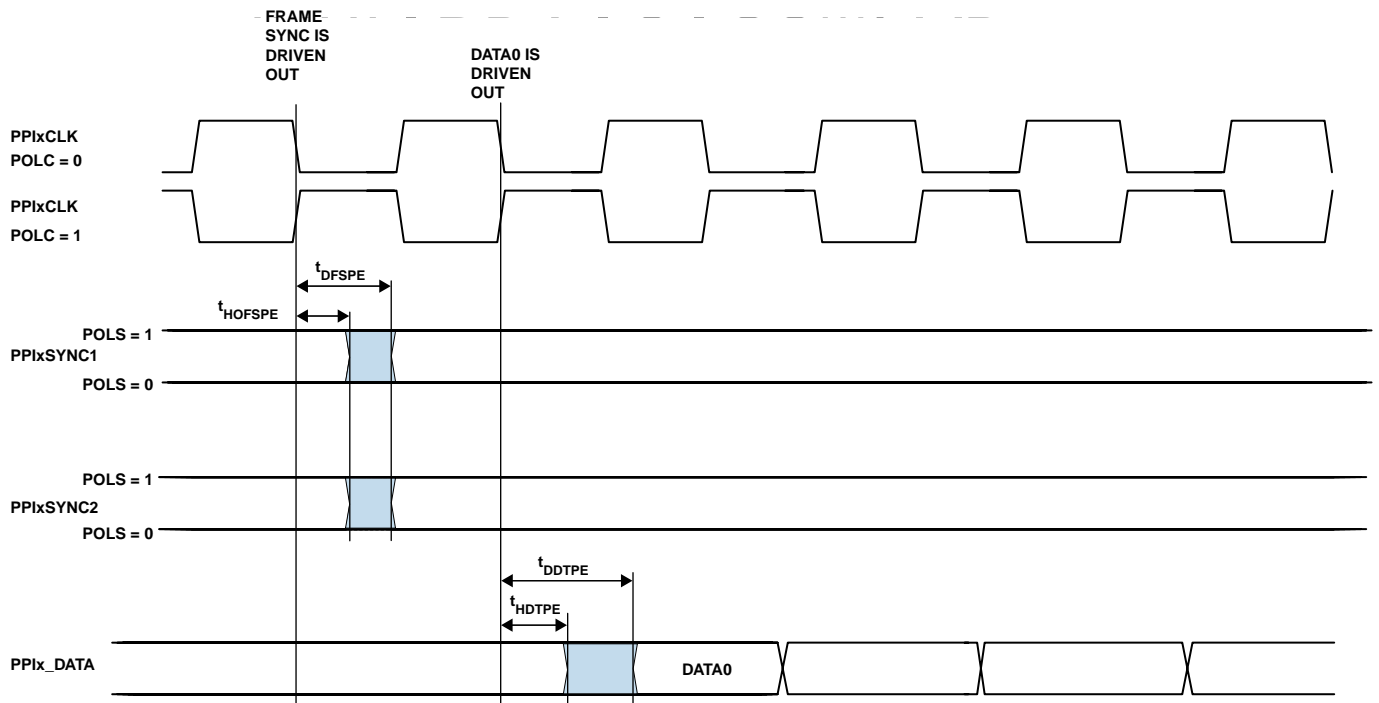 FRAME
SYNC IS
DRIVEN
OUT
DATA0 IS
DRIVEN
OUT
PPIxCLK
POLC = 0
PPIxCLK
POLC = 1
tDFSPE
tHOFSPE
POLS = 1
PPIxSYNC1
POLS = 0
POLS = 1
PPIxSYNC2
POLS = 0
tDDTPE
tHDTPE
PPIx_DATA
DATA0